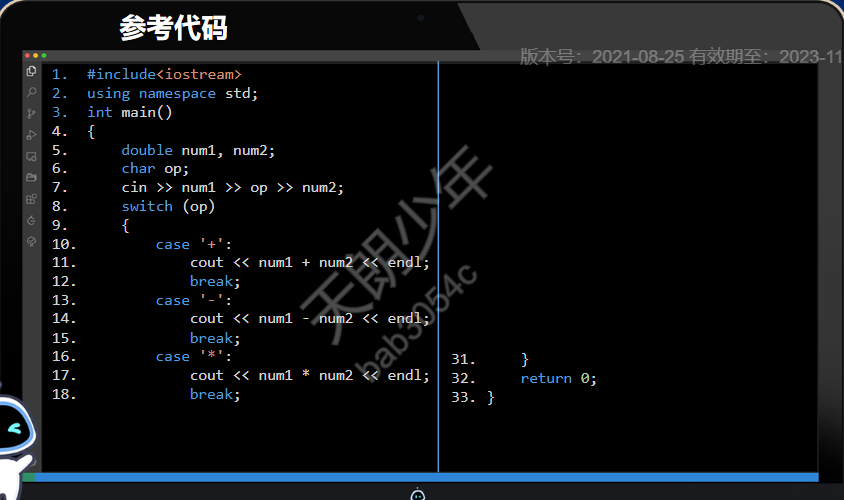 参考代码
版本号：2021-08-25 有效期至：2023-11
1. #include<iostream>
2. using namespace std;
3. int main()
4. {
5. double num1, num2;
6. char op;
7. cin >> num1 >> op >> num2;
8. switch (op)
9. {
10. case '+':
11. cout << num1 + num2 << endl;
12. break;
13. case '-':
14. cout << num1 - num2 << endl;
15. break;
16. case '*':
17. cout << num1 * num2 << endl;
18. break;
31. }
32. return 0;
33. }
天朗少年
bab3054c